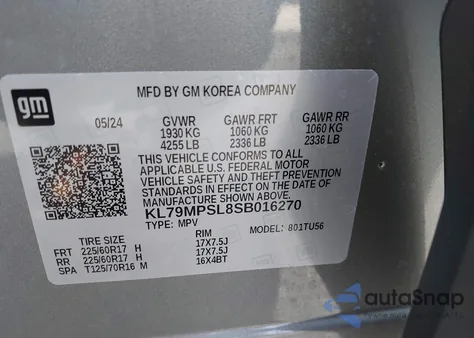 gm
MFD BY GM KOREA COMPANY
05/24 GVWR GAWR FRT GAWR RR
1930 KG 1060 KG 1060 KG
4255 LB 2336 LB 2336 LB
THIS VEHICLE CONFORMS TO ALL
APPLICABLE U.S. FEDERAL MOTOR
VEHICLE SAFETY AND THEFT
PREVENTION STANDARDS IN EFFECT
ON THE DATE OF MANUFACTURE
SHOWN ABOVE.
KL79MPSL8SB016270
TYPE: MPV MODEL: 801TU56
TIRE SIZE RIM
FRT 225/60R17 H 17X7.5J
RR 225/60R17 H 17X7.5J
SPA T125/70R16 M 16X4BT
autoSnap